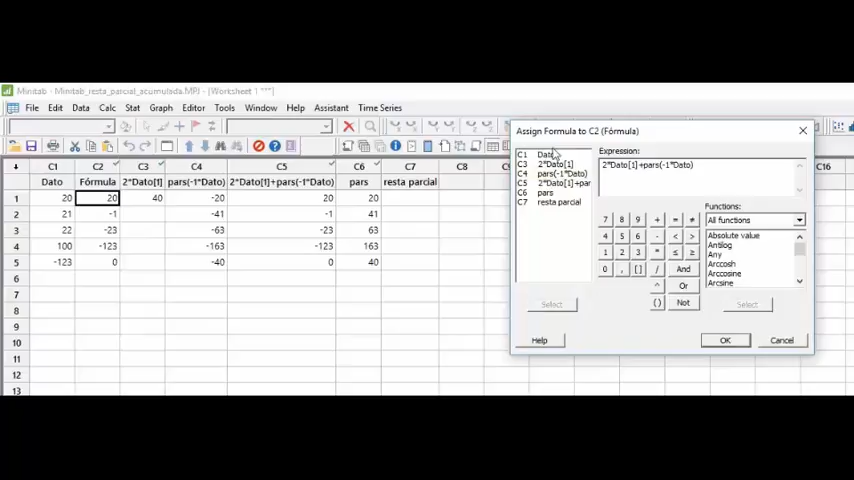 Minitab - Minitab_resta_parcial_acumulada.MPJ - [Worksheet 1 ***]
File Edit Data Calc Stat Graph Editor Tools Window Help Assistant Time Series
C1 C2 C3 C4 C5 C6 C7 C8 C16
Dato Fórmula 2*Dato[1] pars(-1*Dato) 2*Dato[1]+pars(-1*Dato) pars resta parcial
1 20 20 40 -20 20 20
2 21 -1 -41 -1 41
3 22 -23 -63 -23 63
4 100 -123 -163 -123 163
5 -123 0 -40 0 40
6
7
8
9
10
11
12
13
Assign Formula to C2 (Fórmula)
C1 Dato
C3 2*Dato[1]
C4 pars(-1*Dato)
C5 2*Dato[1]+par
C6 pars
C7 resta parcial
Select
Help
Expression:
2*Dato[1]+pars(-1*Dato)
7 8 9 + = ≠
4 5 6 - < >
1 2 3 * ≤ ≥
0 , [] / And
^ Or
() Not
Functions:
All functions
Absolute value
Antilog
Any
Arccosh
Arccosine
Arcsine
Select
OK Cancel